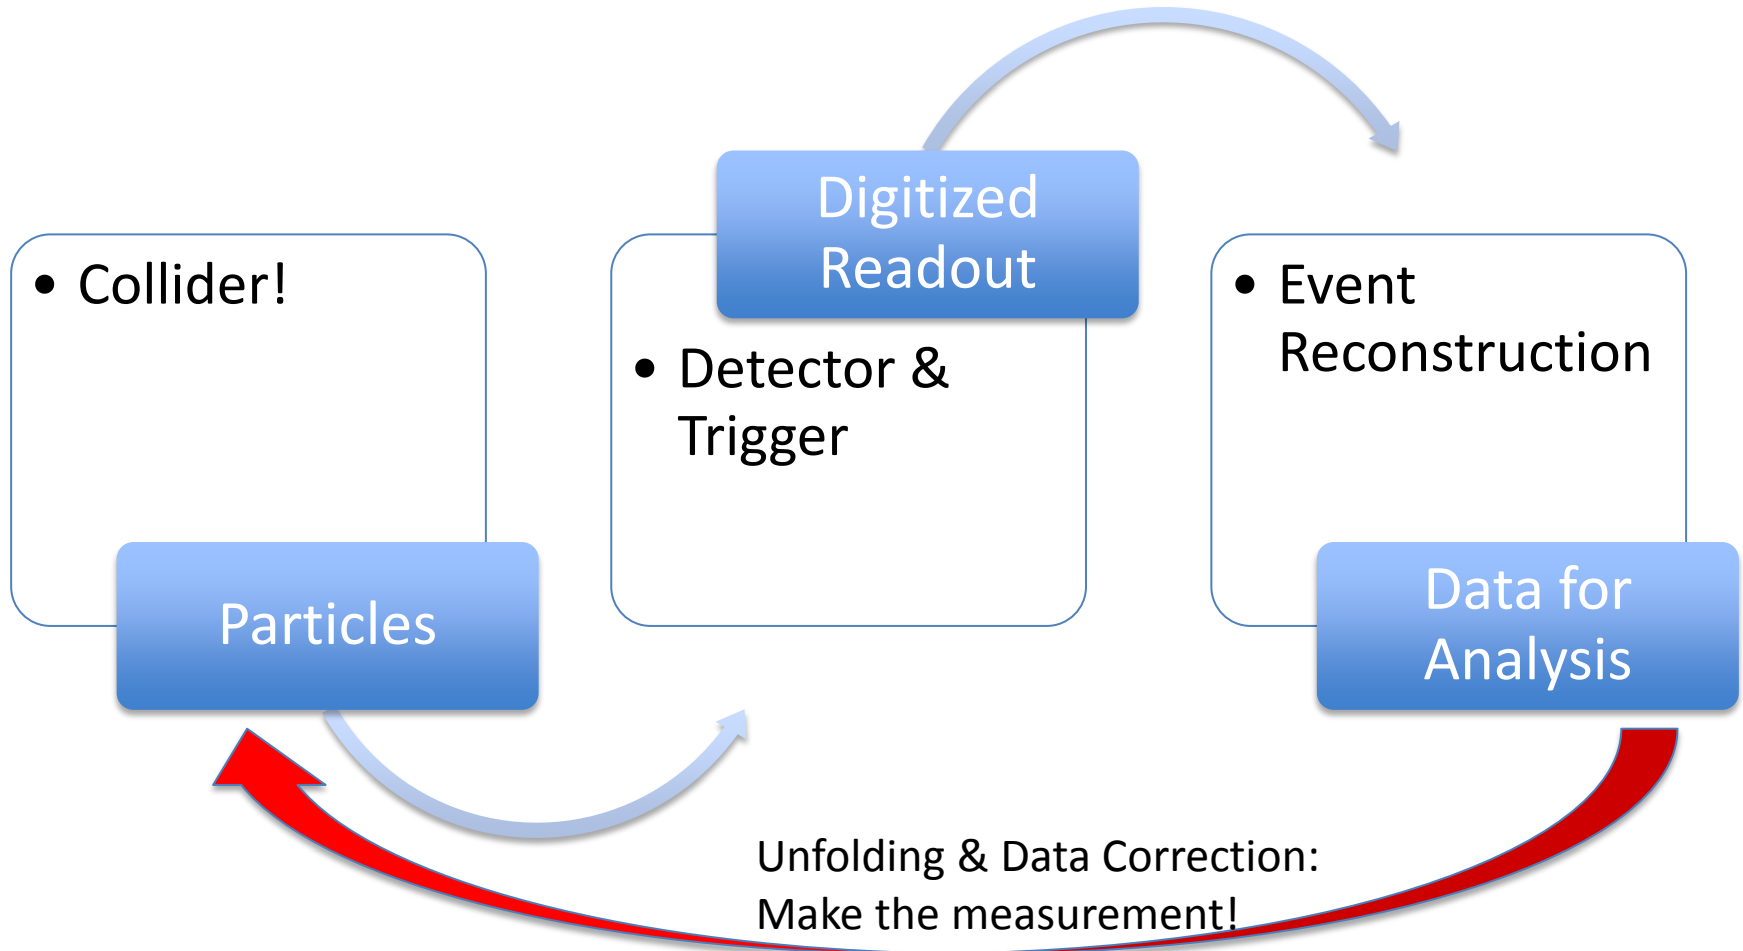 • Collider!
Particles
Digitized
Readout
• Detector &
Trigger
• Event
Reconstruction
Data for
Analysis
Unfolding & Data Correction:
Make the measurement!